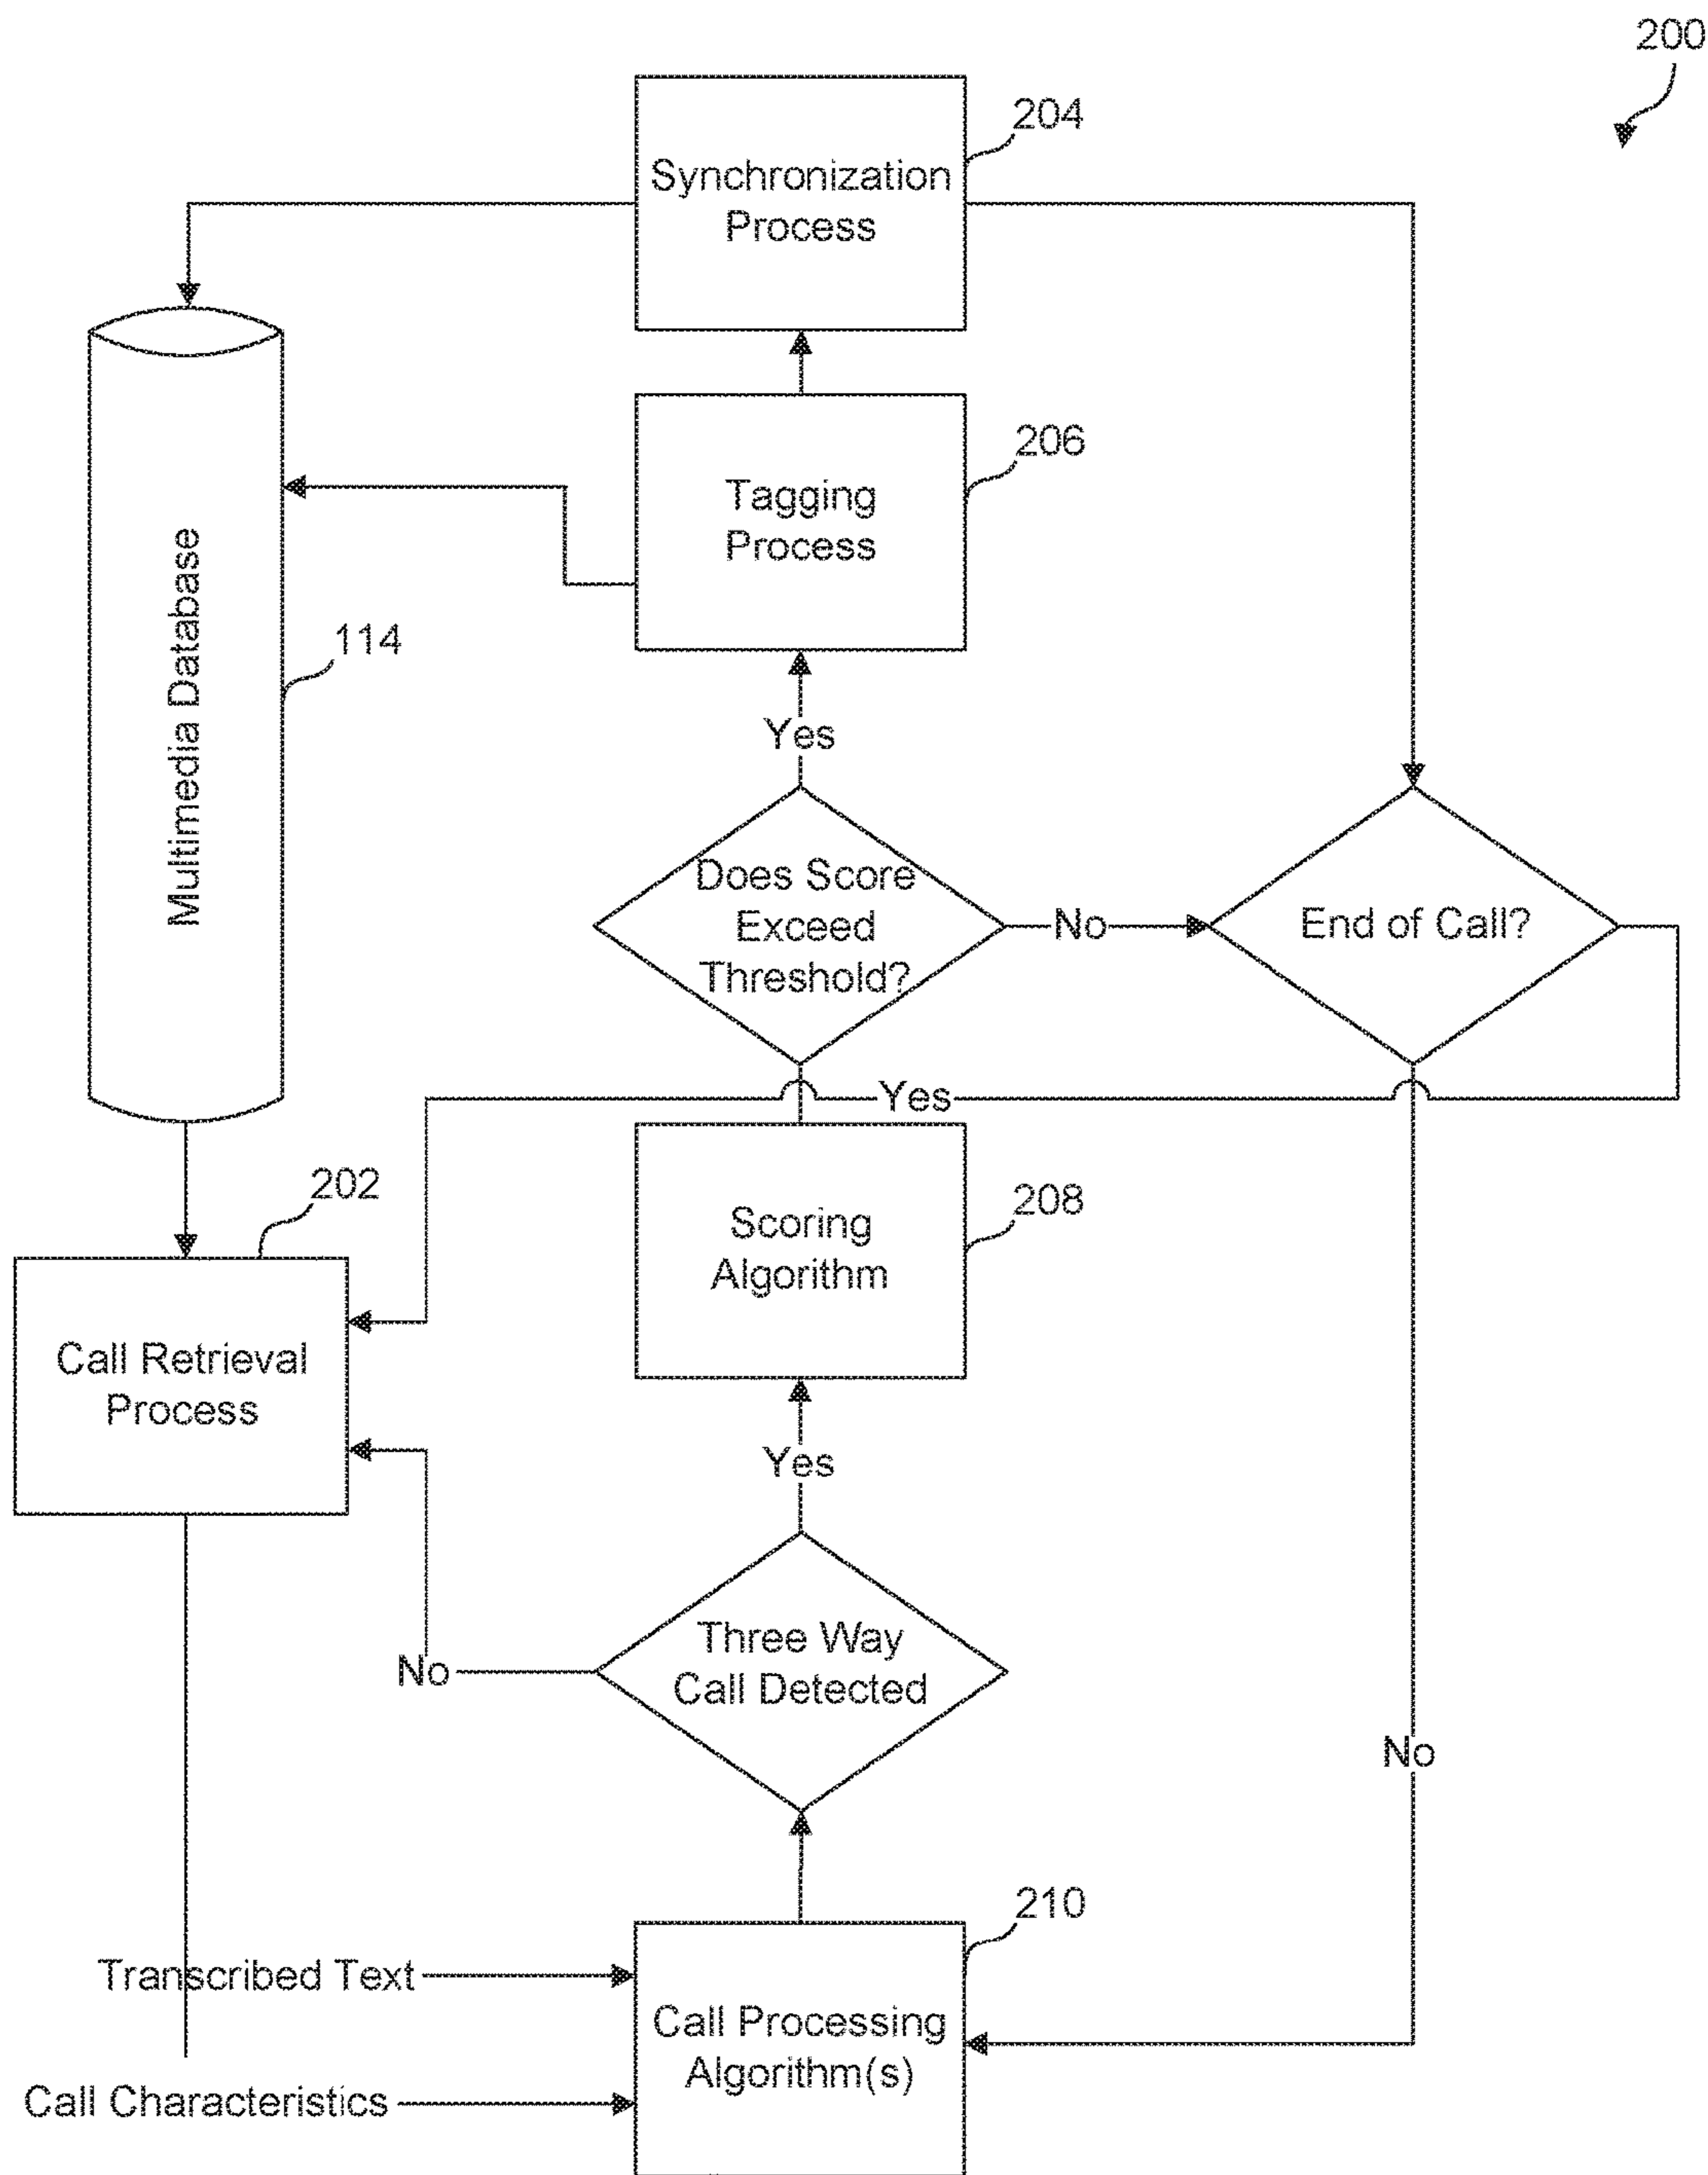 200
204
Synchronization
Process
206
Tagging
Process
Multimedia Database
114
Yes
Does Score
Exceed
Threshold?
No
End of Call?
Yes
202
208
Scoring
Algorithm
Call Retrieval
Process
Yes
Three Way
Call Detected
No
No
210
Transcribed Text
Call Processing
Algorithm(s)
Call Characteristics